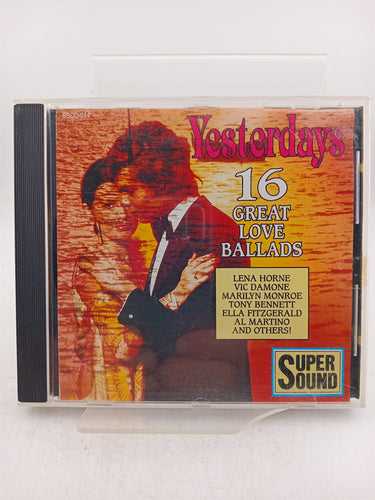 Yesterdays
16
GREAT
LOVE
BALLADS
LENA HORNE
VIC DAMONE
MARILYN MONROE
TONY BENNETT
ELLA FITZGERALD
AL MARTINO
AND OTHERS!
SUPER
SOUND